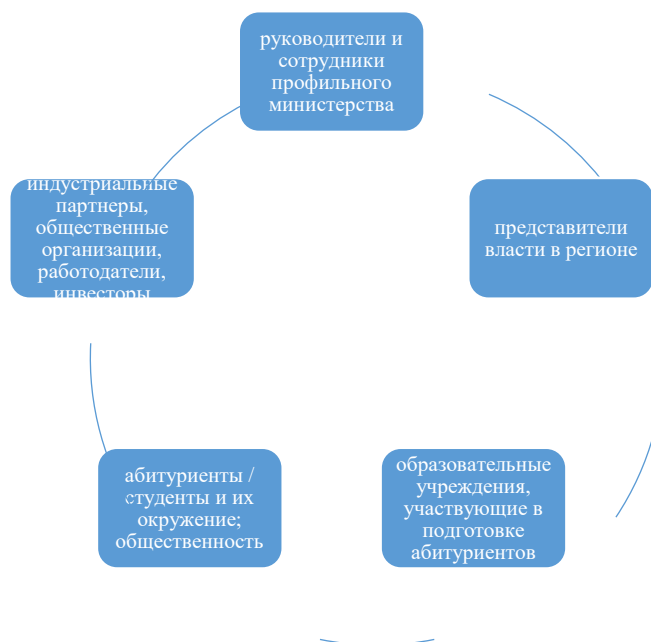 руководители и
сотрудники
профильного
министерства
представители
власти в регионе
образовательные
учреждения,
участвующие в
подготовке
абитуриентов
абитуриенты /
студенты и их
окружение;
общественность
индустриальные
партнеры,
общественные
организации,
работодатели,
инвесторы